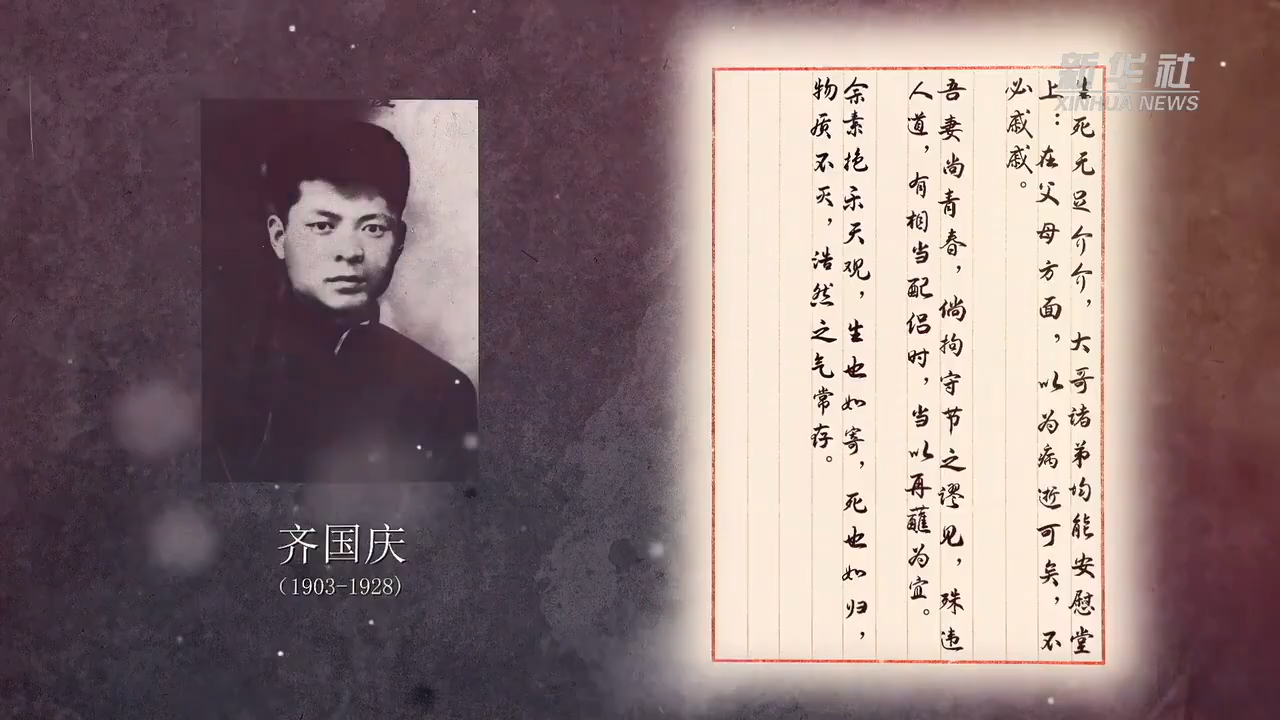 新华社
XINHUA NEWS
生死无足介介，大哥诸弟均能安慰堂
上：在父母方面，以为病逝可矣，不
必戚戚。
吾妻尚青春，倘拘守节之谬见，殊违
人道，有相当配侣时，当以再蘸为宜。
余素抱乐天观，生也如寄，死也如归，
物质不灭，浩然之气常存。
齐国庆
（1903-1928）